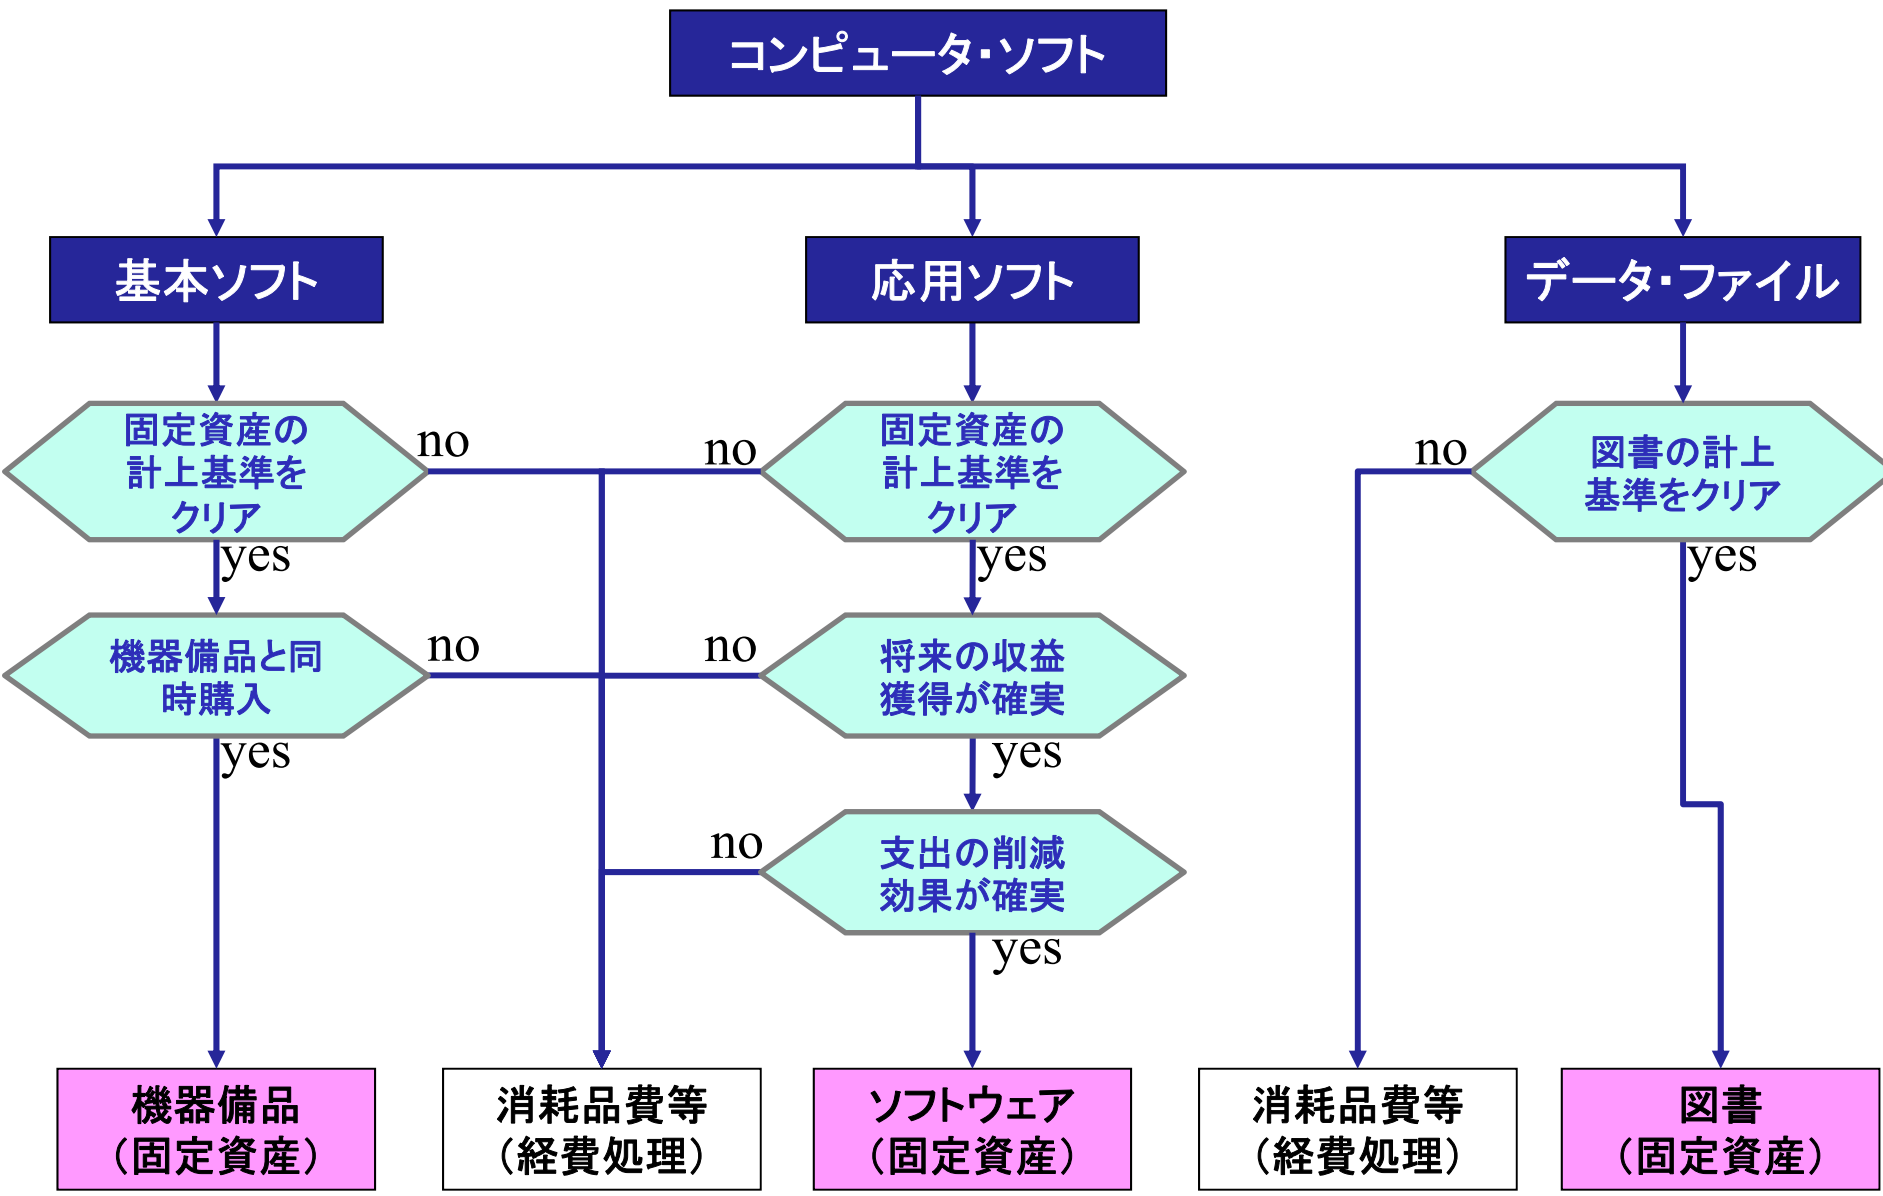 コンピュータ・ソフト
基本ソフト
応用ソフト
データ・ファイル
固定資産の
計上基準を
クリア
no
no
固定資産の
計上基準を
クリア
no
図書の計上
基準をクリア
yes
yes
yes
機器備品と同
時購入
no
no
将来の収益
獲得が確実
yes
yes
no
支出の削減
効果が確実
yes
機器備品
（固定資産）
消耗品費等
（経費処理）
ソフトウェア
（固定資産）
消耗品費等
（経費処理）
図書
（固定資産）